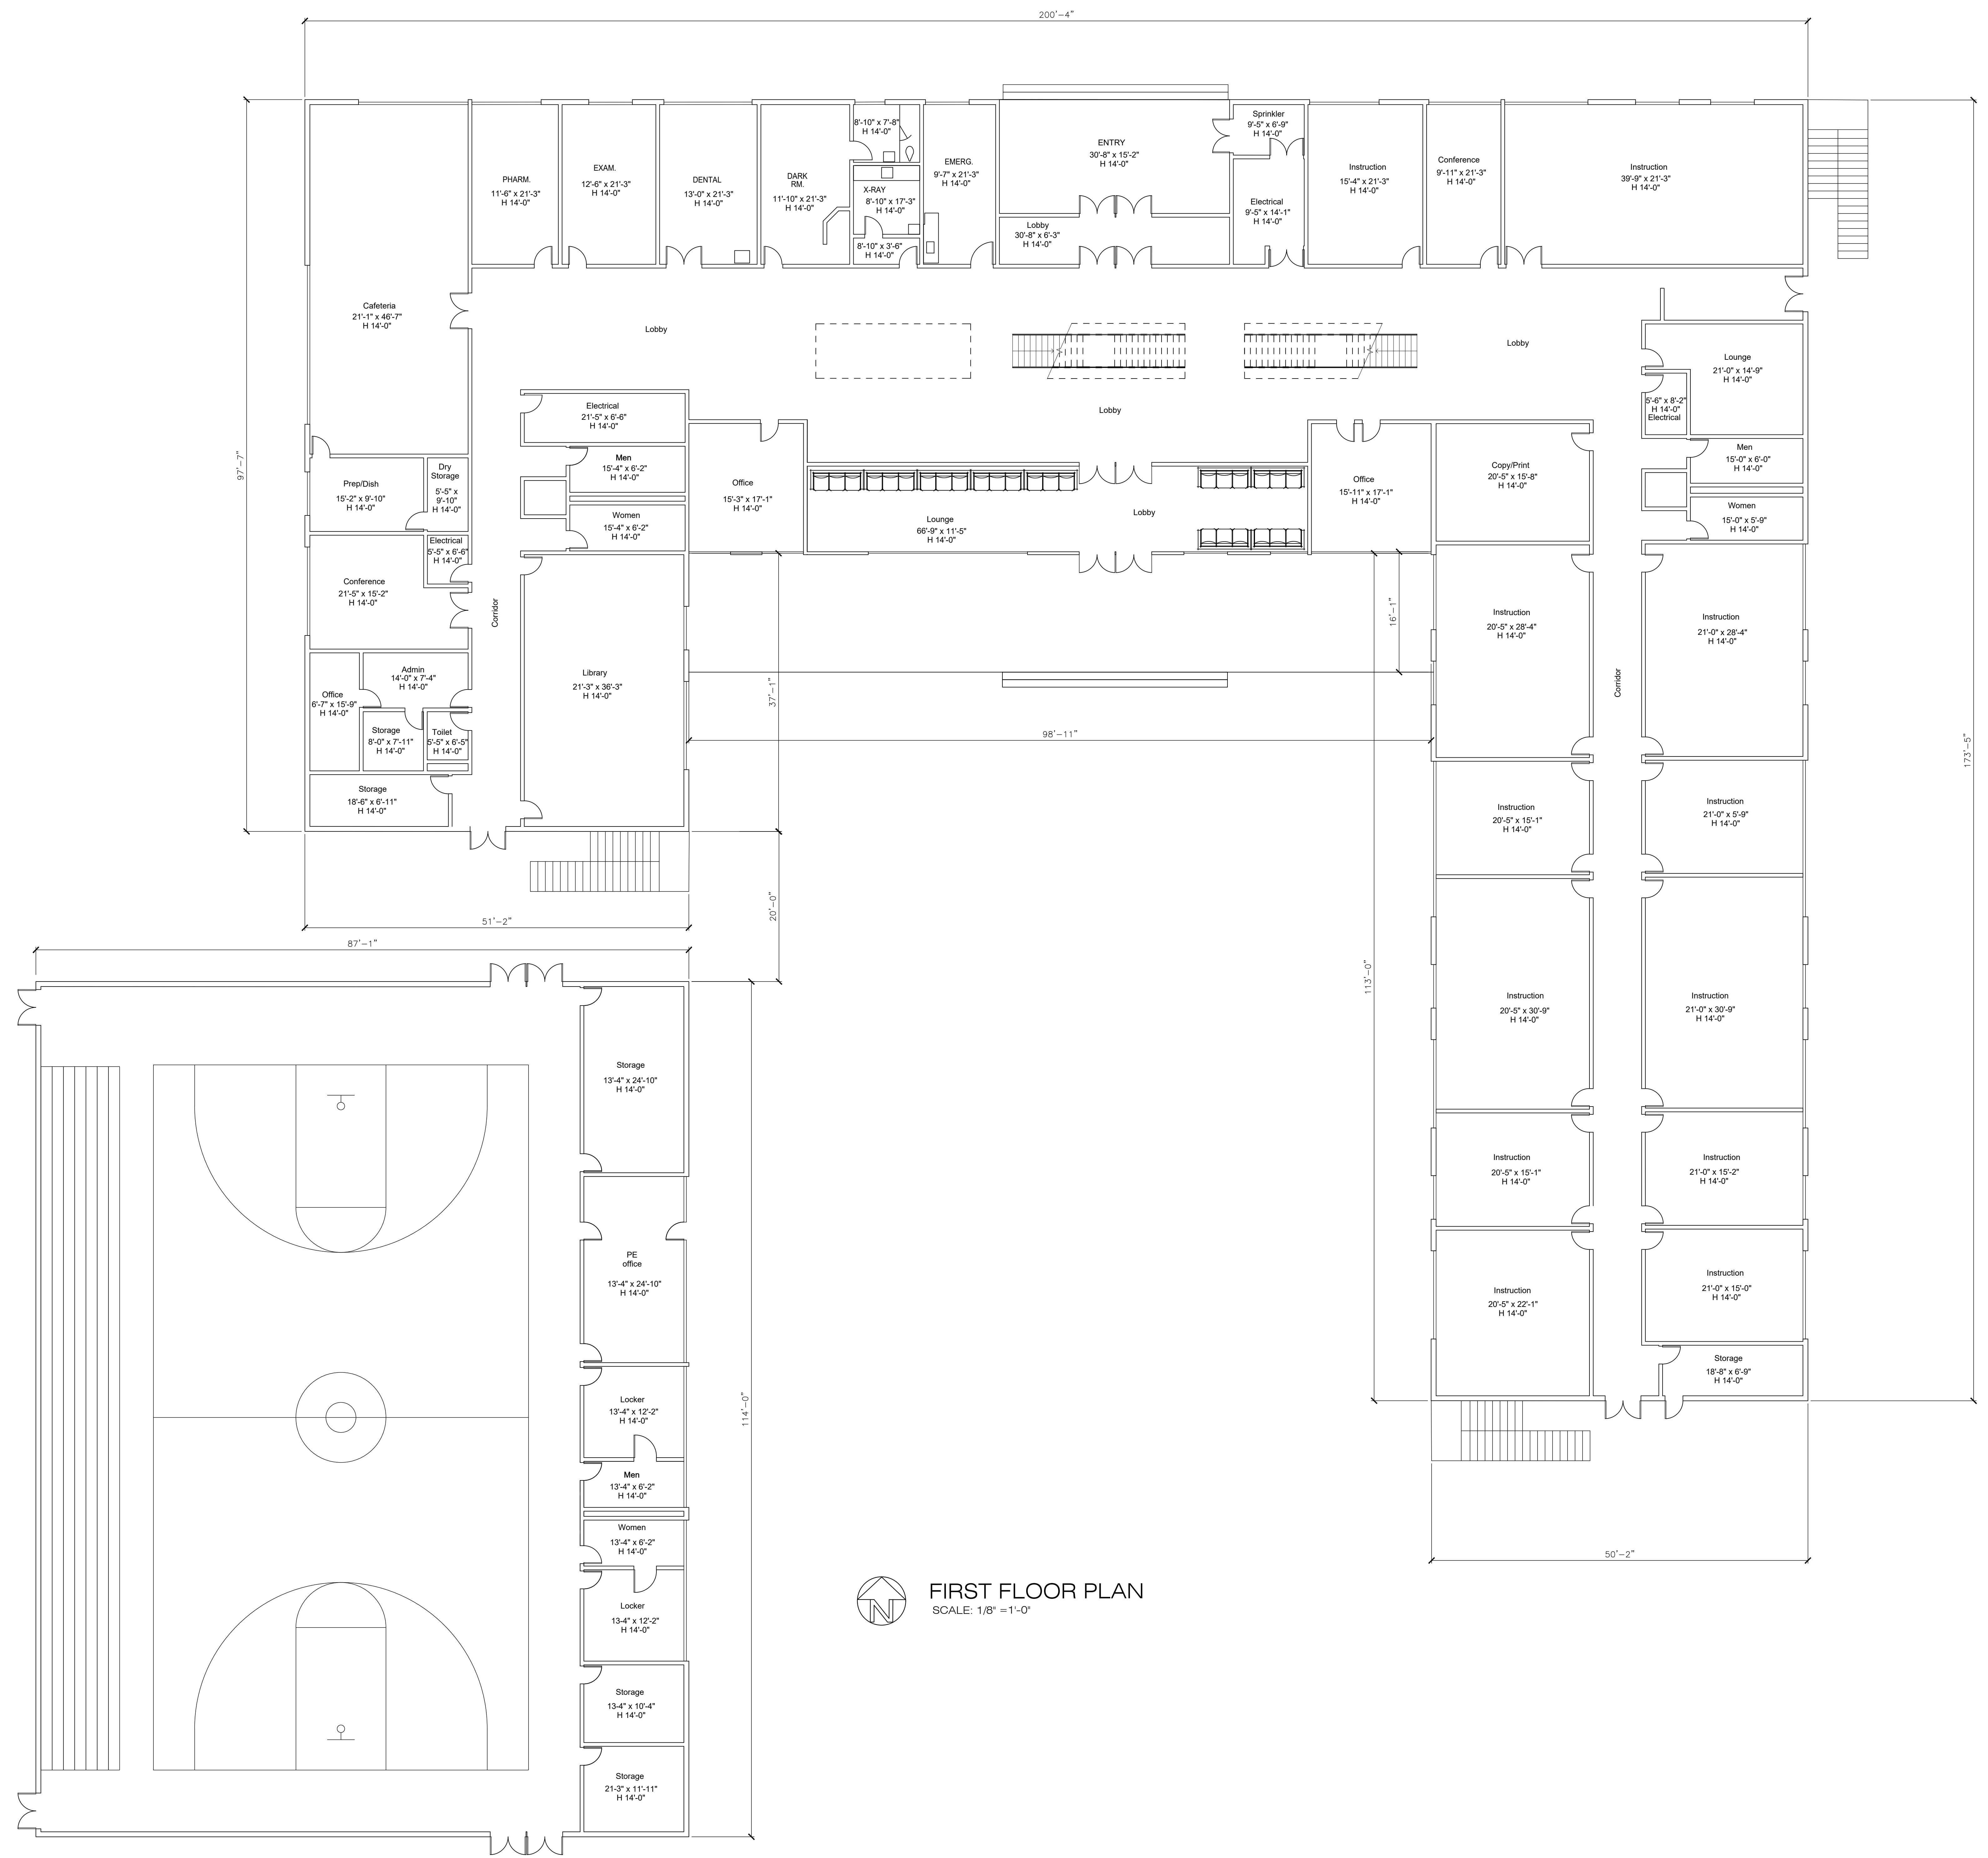 200'-4"
97'-7"
173'-5"
PHARM.
11'-6" x 21'-3"
H 14'-0"
EXAM.
12'-6" x 21'-3"
H 14'-0"
DENTAL
13'-0" x 21'-3"
H 14'-0"
DARK
RM.
11'-10" x 21'-3"
H 14'-0"
8'-10" x 7'-8"
H 14'-0"
X-RAY
8'-10" x 17'-3"
H 14'-0"
8'-10" x 3'-6"
H 14'-0"
EMERG.
9'-7" x 21'-3"
H 14'-0"
ENTRY
30'-8" x 15'-2"
H 14'-0"
Lobby
30'-8" x 6'-3"
H 14'-0"
Sprinkler
9'-5" x 6'-9"
H 14'-0"
Electrical
9'-5" x 14'-1"
H 14'-0"
Instruction
15'-4" x 21'-3"
H 14'-0"
Conference
9'-11" x 21'-3"
H 14'-0"
Instruction
39'-9" x 21'-3"
H 14'-0"
Cafeteria
21'-1" x 46'-7"
H 14'-0"
Lobby
Lobby
Lobby
Lounge
21'-0" x 14'-9"
H 14'-0"
5'-6" x 8'-2"
H 14'-0"
Electrical
Electrical
21'-5" x 6'-6"
H 14'-0"
Men
15'-4" x 6'-2"
H 14'-0"
Women
15'-4" x 6'-2"
H 14'-0"
Office
15'-3" x 17'-1"
H 14'-0"
Lounge
66'-9" x 11'-5"
H 14'-0"
Lobby
Office
15'-11" x 17'-1"
H 14'-0"
Copy/Print
20'-5" x 15'-8"
H 14'-0"
Men
15'-0" x 6'-0"
H 14'-0"
Women
15'-0" x 5'-9"
H 14'-0"
Prep/Dish
15'-2" x 9'-10"
H 14'-0"
Dry
Storage
5'-5" x
9'-10"
H 14'-0"
Electrical
5'-5" x 6'-6"
H 14'-0"
Conference
21'-5" x 15'-2"
H 14'-0"
Corridor
Library
21'-3" x 36'-3"
H 14'-0"
Admin
14'-0" x 7'-4"
H 14'-0"
Office
6'-7" x 15'-9"
H 14'-0"
Storage
8'-0" x 7'-11"
H 14'-0"
Toilet
5'-5" x 6'-5"
H 14'-0"
Storage
18'-6" x 6'-11"
H 14'-0"
37'-1"
16'-1"
98'-11"
20'-0"
113'-0"
51'-2"
87'-1"
Instruction
20'-5" x 28'-4"
H 14'-0"
Corridor
Instruction
21'-0" x 28'-4"
H 14'-0"
Instruction
20'-5" x 15'-1"
H 14'-0"
Instruction
21'-0" x 5'-9"
H 14'-0"
Instruction
20'-5" x 30'-9"
H 14'-0"
Instruction
21'-0" x 30'-9"
H 14'-0"
Instruction
20'-5" x 15'-1"
H 14'-0"
Instruction
21'-0" x 15'-2"
H 14'-0"
Instruction
20'-5" x 22'-1"
H 14'-0"
Instruction
21'-0" x 15'-0"
H 14'-0"
Storage
18'-8" x 6'-9"
H 14'-0"
50'-2"
Storage
13'-4" x 24'-10"
H 14'-0"
PE
office
13'-4" x 24'-10"
H 14'-0"
Locker
13'-4" x 12'-2"
H 14'-0"
Men
13'-4" x 6'-2"
H 14'-0"
Women
13'-4" x 6'-2"
H 14'-0"
Locker
13-4" x 12'-2"
H 14'-0"
Storage
13-4" x 10'-4"
H 14'-0"
Storage
21-3" x 11'-11"
H 14'-0"
114'-0"
N
FIRST FLOOR PLAN
SCALE: 1/8" =1'-0"